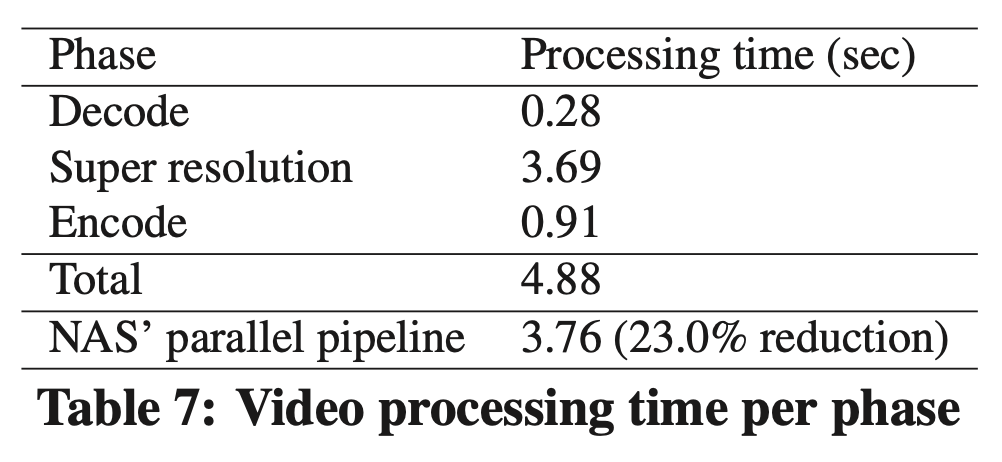 Phase Processing time (sec)
Decode 0.28
Super resolution 3.69
Encode 0.91
Total 4.88
NAS’ parallel pipeline 3.76 (23.0% reduction)
Table 7: Video processing time per phase